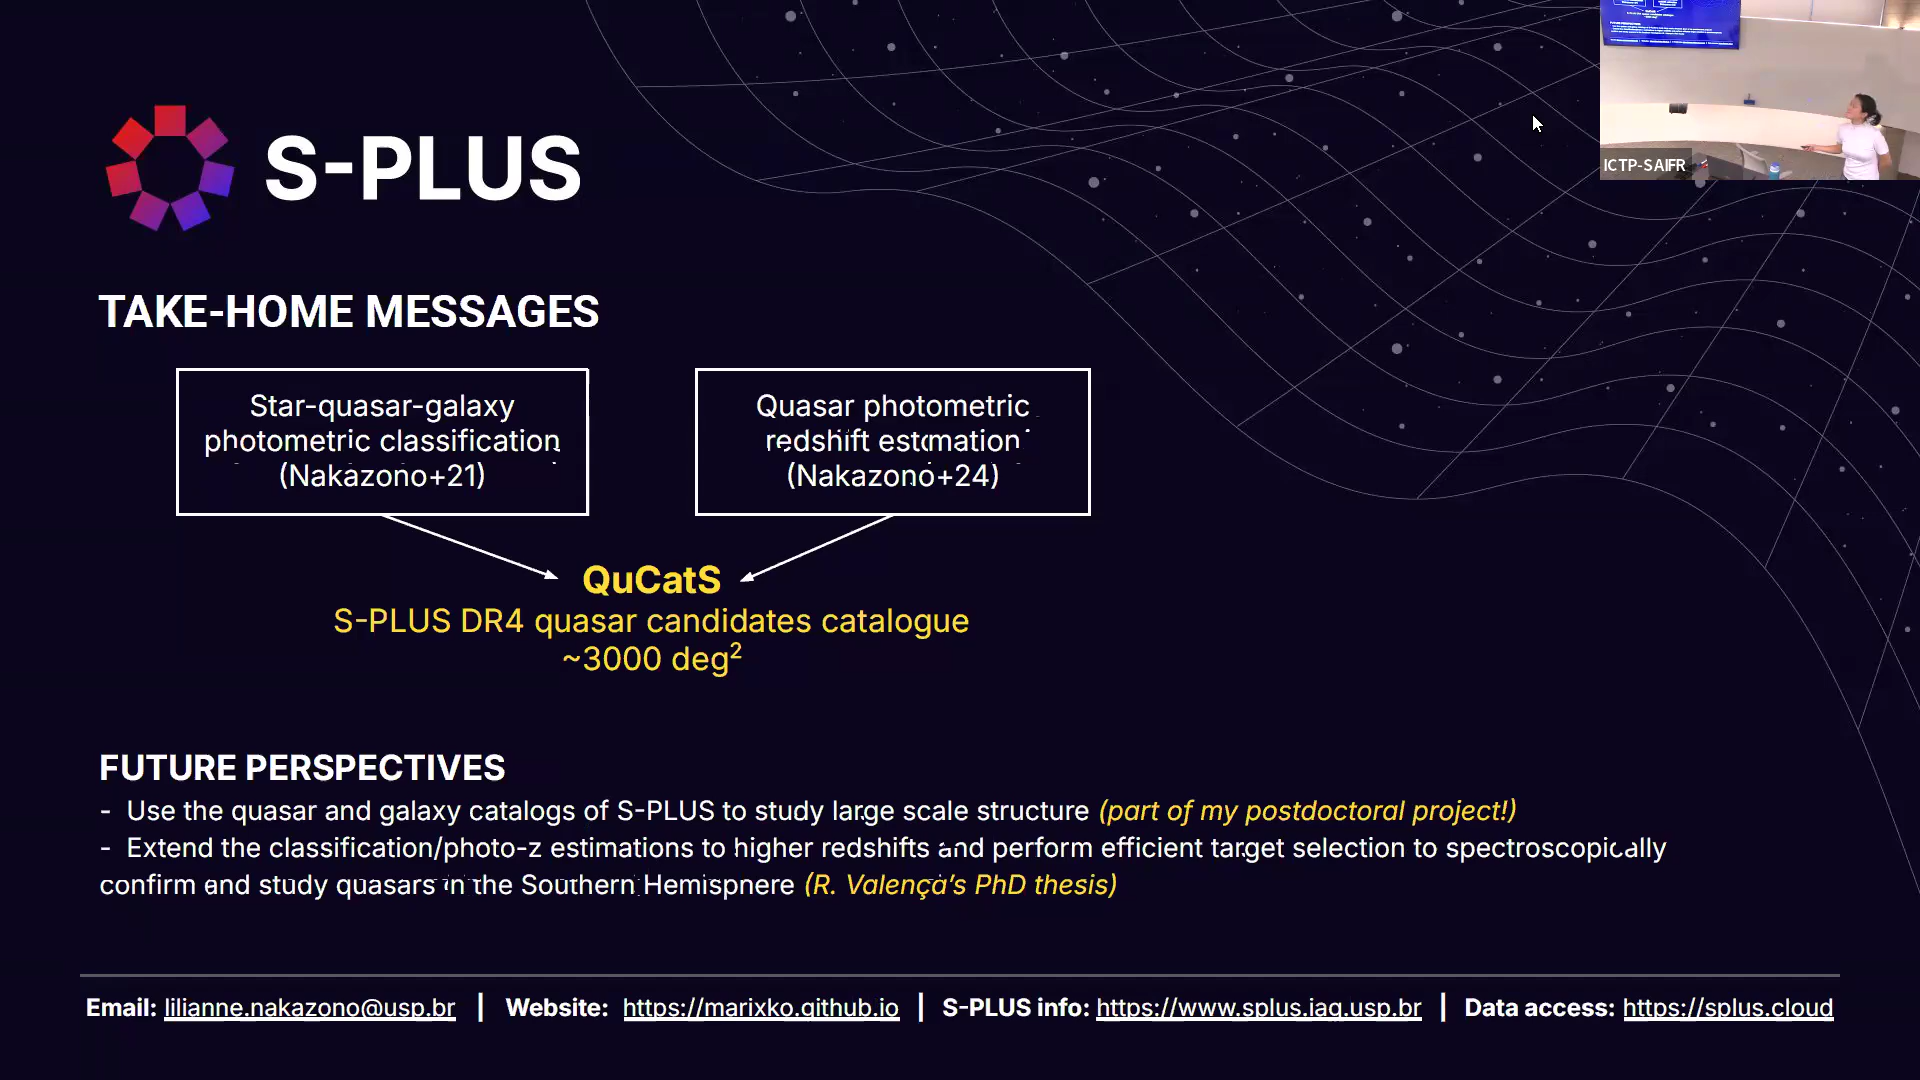 S-PLUS
TAKE-HOME MESSAGES
Star-quasar-galaxy
photometric classification
(Nakazono+21)
Quasar photometric
redshift estimation
(Nakazono+24)
QuCatS
S-PLUS DR4 quasar candidates catalogue
~3000 deg²
FUTURE PERSPECTIVES
- Use the quasar and galaxy catalogs of S-PLUS to study large scale structure (part of my postdoctoral project!)
- Extend the classification/photo-z estimations to higher redshifts and perform efficient target selection to spectroscopically
confirm and study quasars in the Southern Hemisphere (R. Valença's PhD thesis)
Email: lilianne.nakazono@usp.br | Website: https://marixko.github.io | S-PLUS info: https://www.splus.iag.usp.br | Data access: https://splus.cloud
ICTP-SAIFR